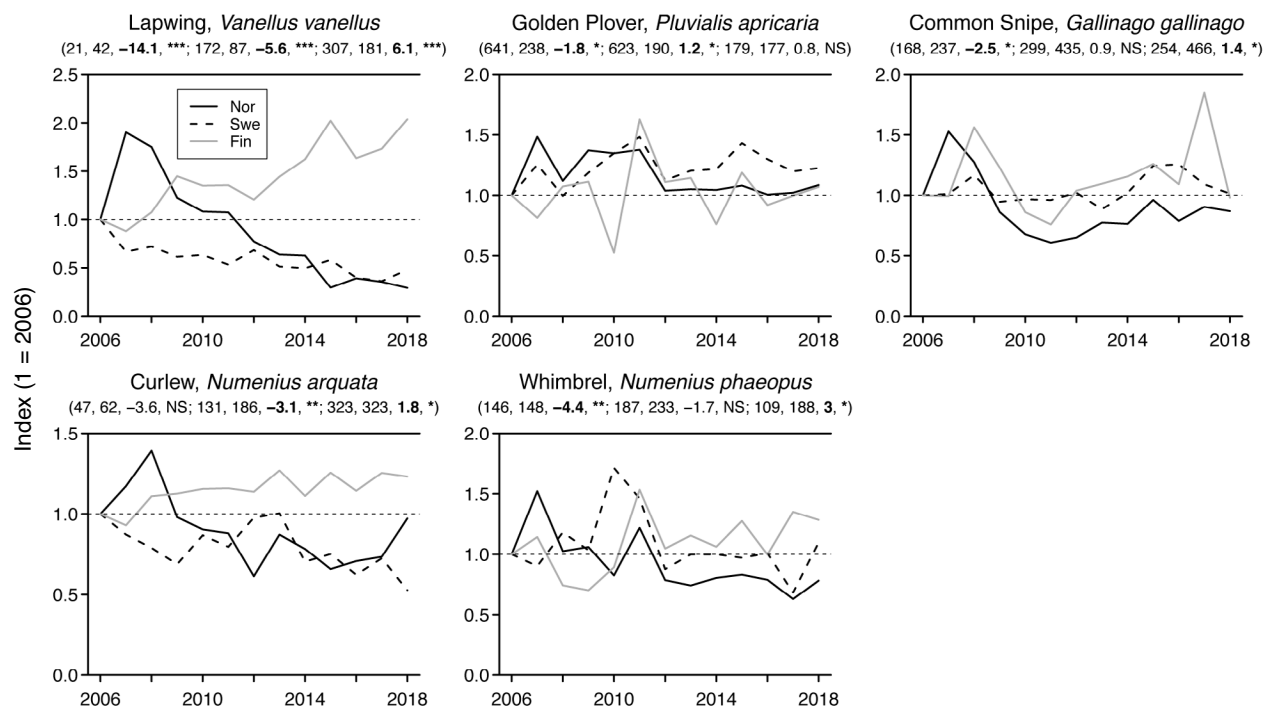 Lapwing, Vanellus vanellus
(21, 42, −14.1, ***; 172, 87, −5.6, ***; 307, 181, 6.1, ***)
2.5
2.0
1.5
1.0
0.5
0.0
Nor
Swe
Fin
2006 2010 2014 2018
Golden Plover, Pluvialis apricaria
(641, 238, −1.8, *; 623, 190, 1.2, *; 179, 177, 0.8, NS)
2.0
1.5
1.0
0.5
0.0
2006 2010 2014 2018
Common Snipe, Gallinago gallinago
(168, 237, −2.5, *; 299, 435, 0.9, NS; 254, 466, 1.4, *)
2.0
1.5
1.0
0.5
0.0
2006 2010 2014 2018
Index (1 = 2006)
Curlew, Numenius arquata
(47, 62, −3.6, NS; 131, 186, −3.1, **; 323, 323, 1.8, *)
1.5
1.0
0.5
0.0
2006 2010 2014 2018
Whimbrel, Numenius phaeopus
(146, 148, −4.4, **; 187, 233, −1.7, NS; 109, 188, 3, *)
2.0
1.5
1.0
0.5
0.0
2006 2010 2014 2018